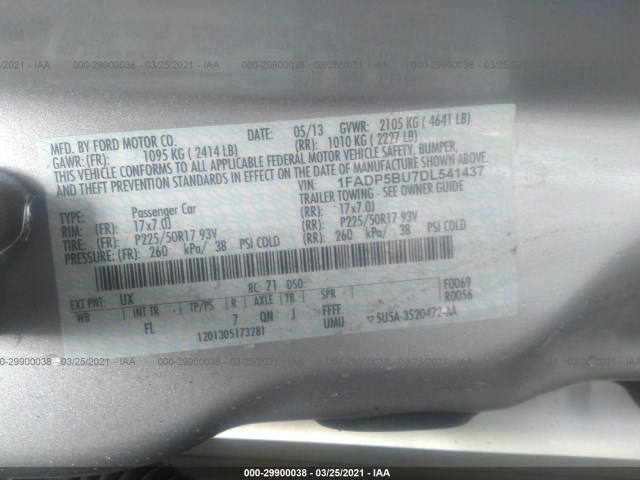 000-29900038 - 03/25/2021 - IAA
MFD. BY FORD MOTOR CO.
DATE: 05/13 GVWR: 2105 KG ( 4641 LB)
GAWR: (FR): 1095 KG ( 2414 LB) (RR): 1010 KG ( 2227 LB)
THIS VEHICLE CONFORMS TO ALL APPLICABLE FEDERAL MOTOR VEHICLE SAFETY, BUMPER,
THEFT PREVENTION STANDARDS IN EFFECT ON THE DATE OF MANUFACTURE SHOWN ABOVE.
VIN: 1FADP5BU7DL541437
TYPE: Passenger Car TRAILER TOWING - SEE OWNER GUIDE
RIM: (FR): 17x7.0J (RR): 17x7.0J
TIRE: (FR): P225/50R17 93V (RR): P225/50R17 93V
PRESSURE: (FR): 260 kPa/ 38 PSI COLD (RR): 260 kPa/ 38 PSI COLD
EXT PNT: UX RC: 71 DSO: F0069
WB INT TR TP/PS R AXLE TR SPR R0056
FL 7 QN J FFFF
1201305173281 UMU 5U5A-3520472-AA
000-29900038 - 03/25/2021 - IAA
000-29900038 - 03/25/2021 - IAA